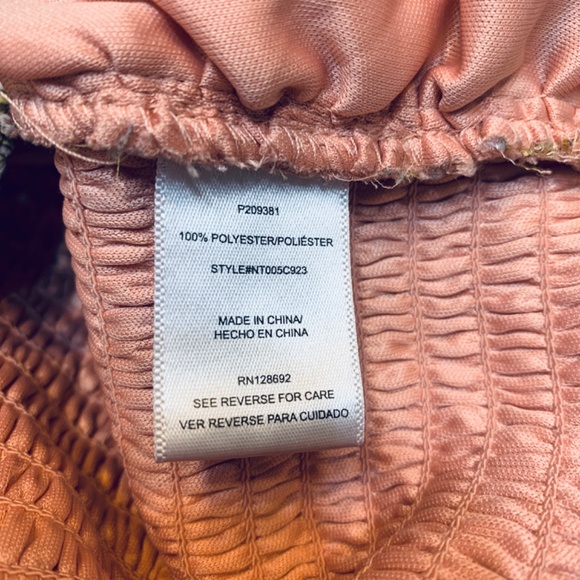 P209381
100% POLYESTER/POLIÉSTER
STYLE#NT005C923
MADE IN CHINA/
HECHO EN CHINA
RN128692
SEE REVERSE FOR CARE
VER REVERSE PARA CUIDADO